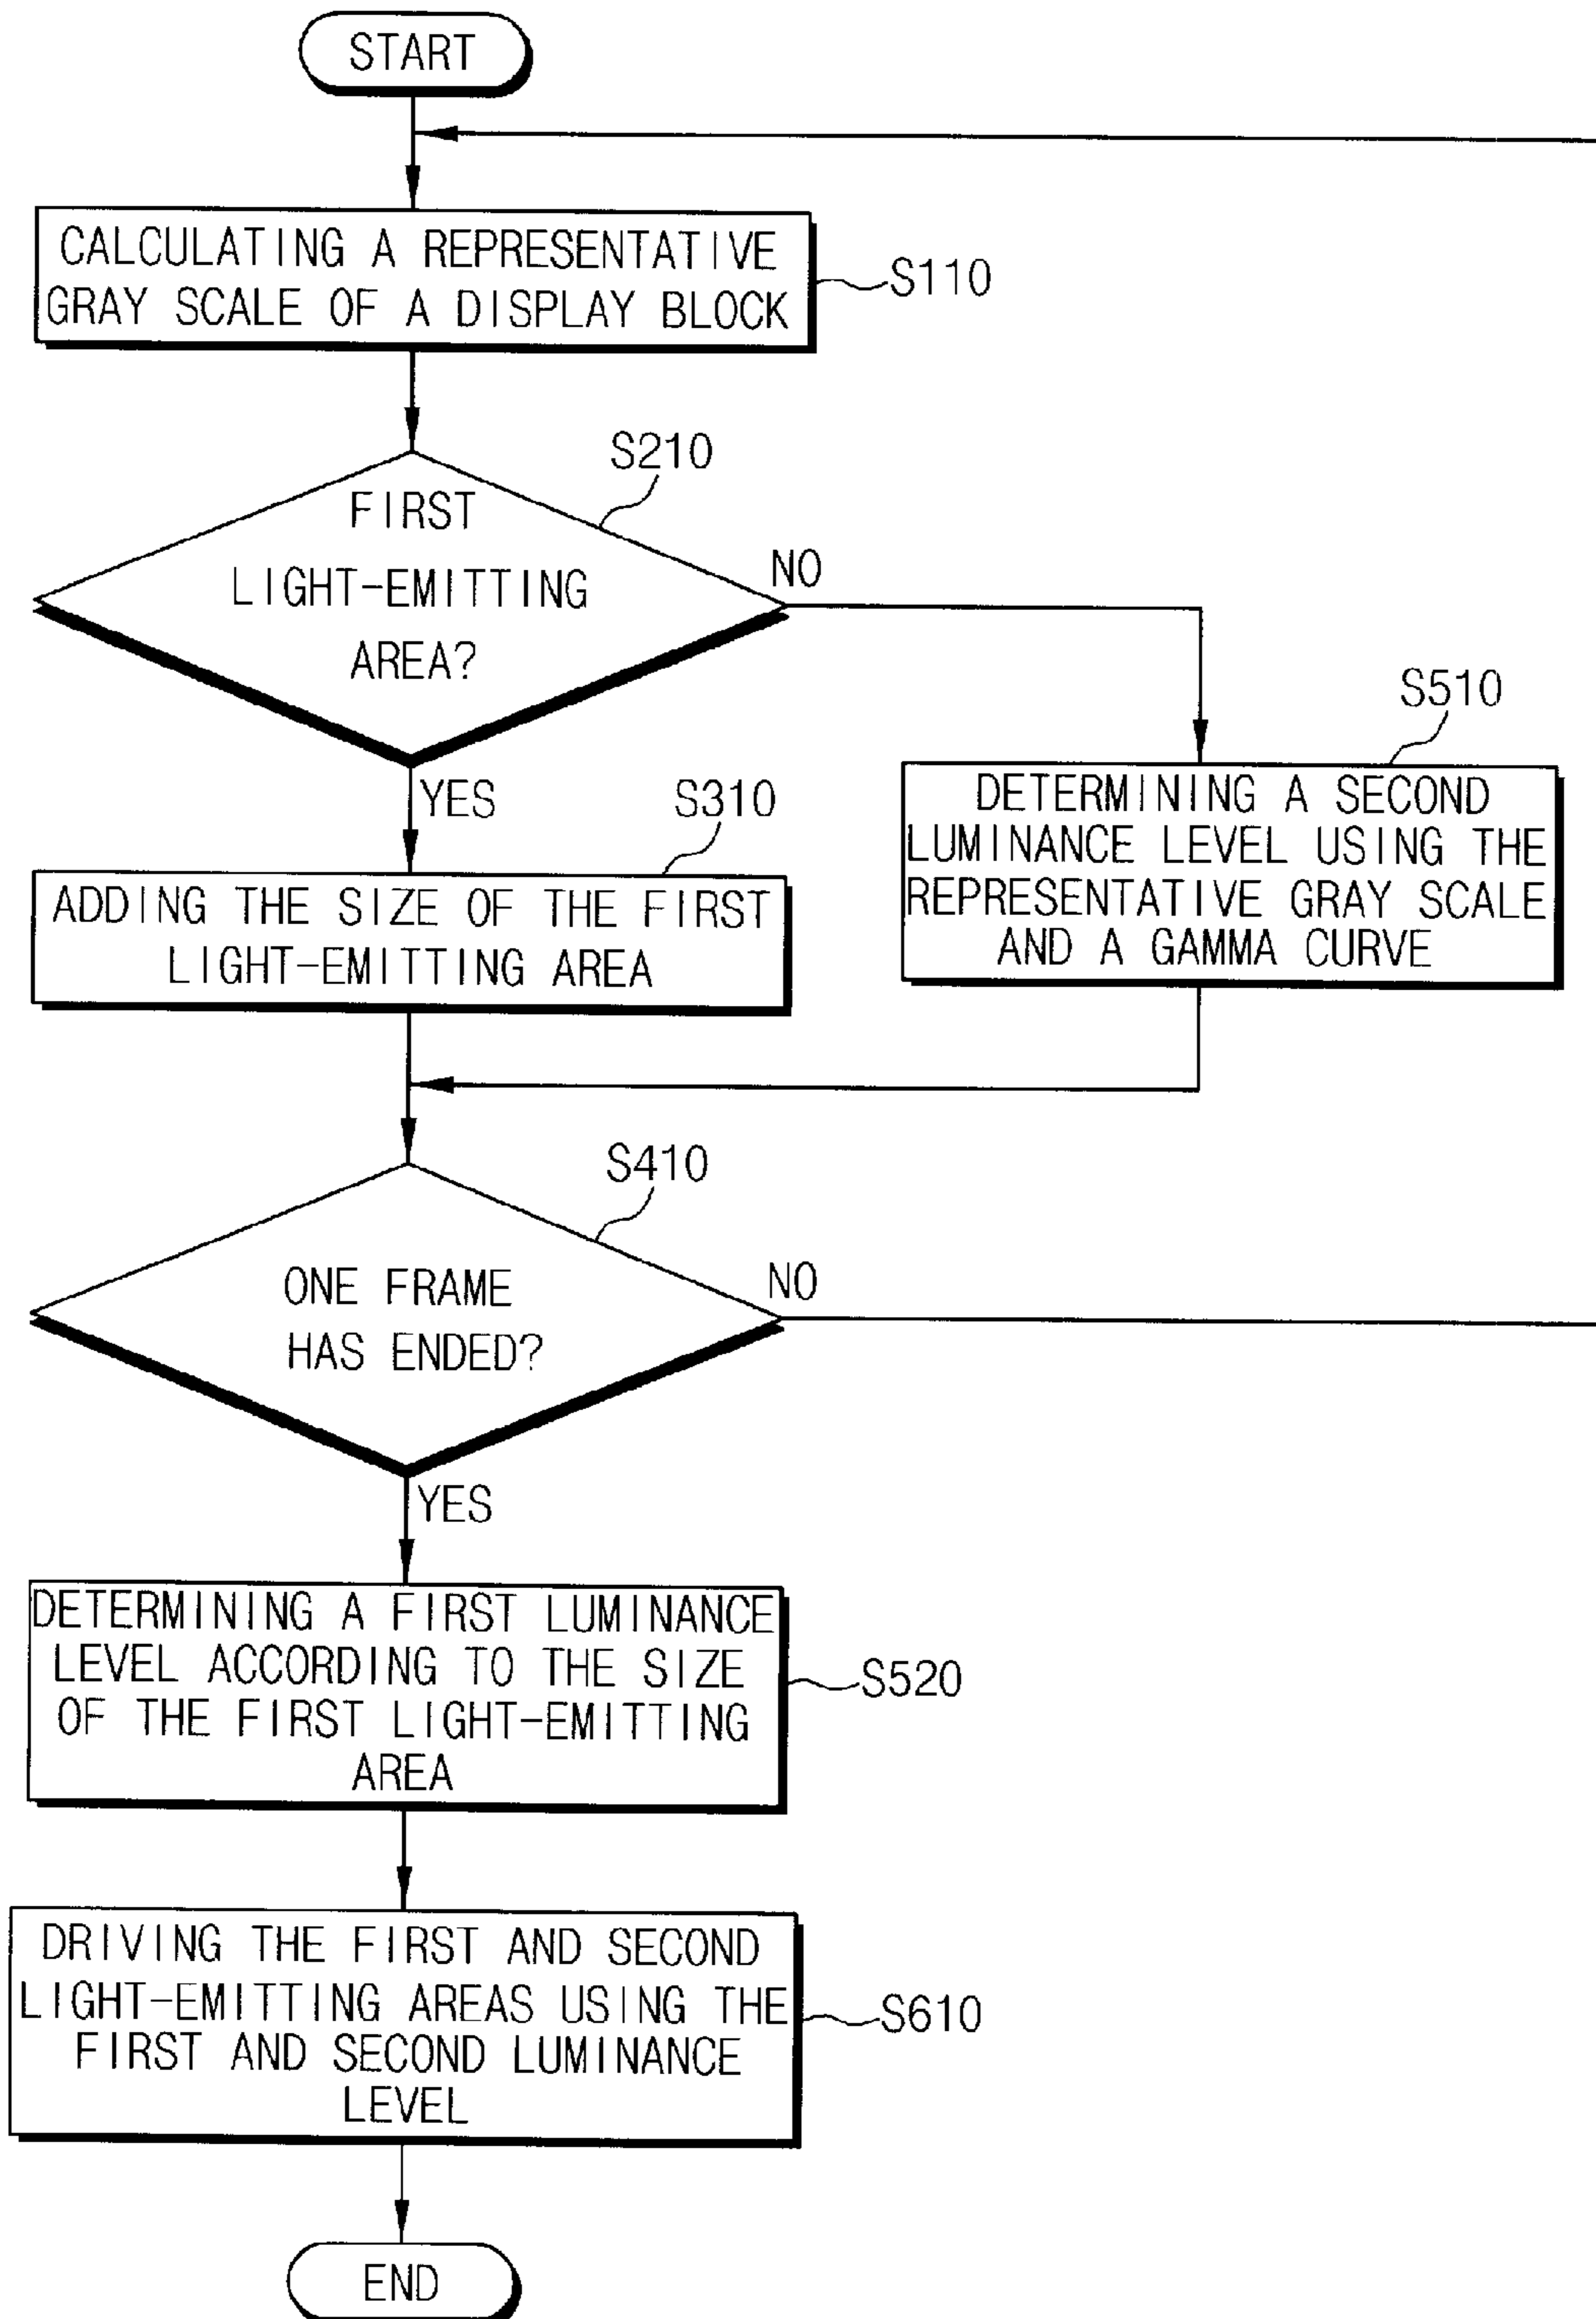 START
CALCULATING A REPRESENTATIVE
GRAY SCALE OF A DISPLAY BLOCK
S110
S210
FIRST
LIGHT-EMITTING
AREA?
NO
YES
S310
ADDING THE SIZE OF THE FIRST
LIGHT-EMITTING AREA
S510
DETERMINING A SECOND
LUMINANCE LEVEL USING THE
REPRESENTATIVE GRAY SCALE
AND A GAMMA CURVE
S410
ONE FRAME
HAS ENDED?
NO
YES
DETERMINING A FIRST LUMINANCE
LEVEL ACCORDING TO THE SIZE
OF THE FIRST LIGHT-EMITTING
AREA
S520
DRIVING THE FIRST AND SECOND
LIGHT-EMITTING AREAS USING THE
FIRST AND SECOND LUMINANCE
LEVEL
S610
END